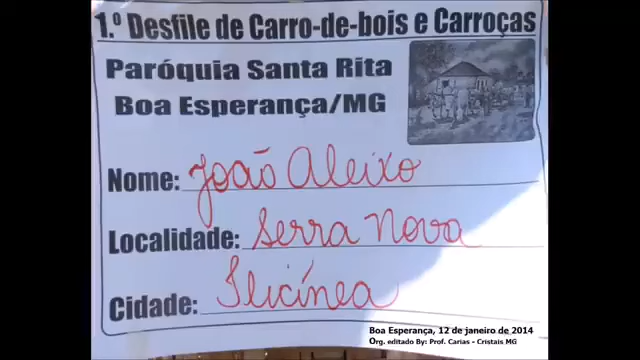 1.º Desfile de Carro-de-bois e Carroças
Paróquia Santa Rita
Boa Esperança/MG
Nome: João Aleixo
Localidade: Serra Nova
Cidade: Ilicínea
Boa Esperança, 12 de janeiro de 2014
Org. editado By: Prof. Carias - Cristais MG